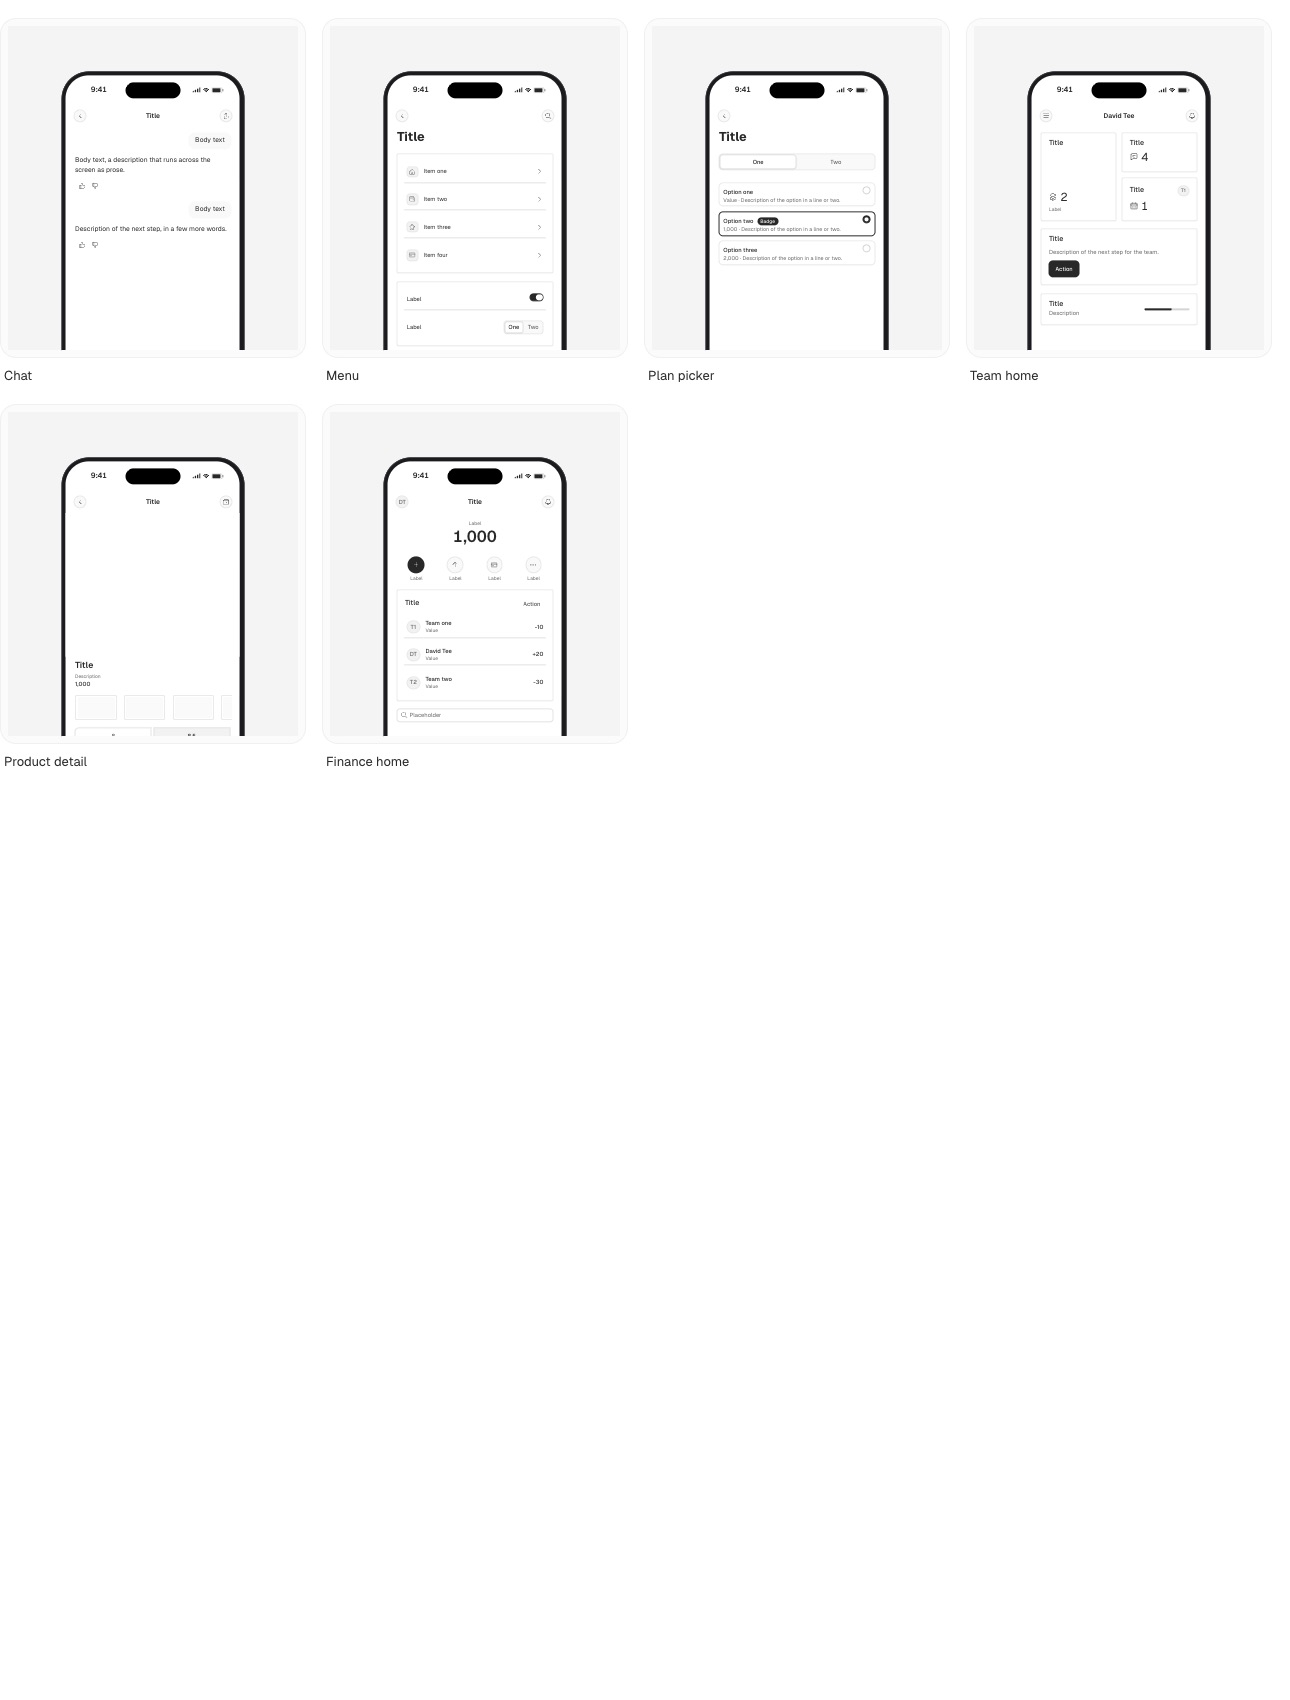 9:41
Title
Body text
Body text, a description that runs across the
screen as prose.
Body text
Description of the next step, in a few more words.
Chat
9:41
Title
Item one
Item two
Item three
Item four
Label
Label
One
Two
Menu
9:41
Title
One
Two
Option one
Value · Description of the option in a line or two.
Option two
Badge
1,000 · Description of the option in a line or two.
Option three
2,000 · Description of the option in a line or two.
Plan picker
9:41
David Tee
Title
2
Label
Title
4
Title
1
Title
Description of the next step for the team.
Action
Title
Description
Team home
9:41
Title
Title
Description
1,000
Product detail
9:41
DT
Title
Label
1,000
Label
Label
Label
Label
Title
Action
T1
Team one
Value
-10
DT
David Tee
Value
+20
T2
Team two
Value
-30
Placeholder
Finance home